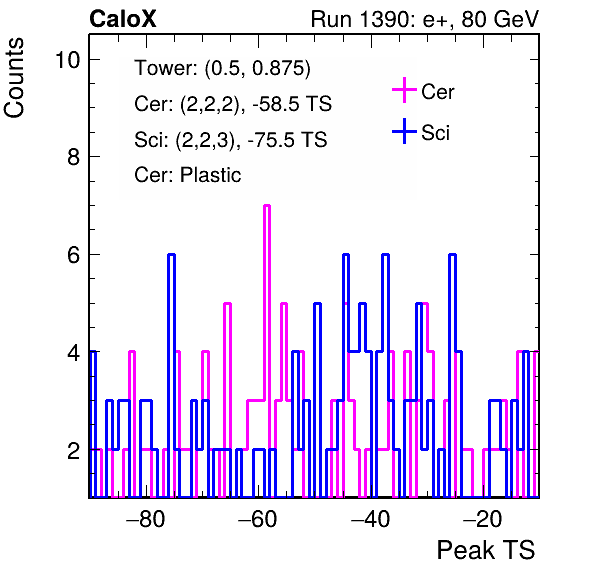 CaloX Run 1390: e+, 80 GeV
Counts
Tower: (0.5, 0.875)
Cer: (2,2,2), -58.5 TS
Sci: (2,2,3), -75.5 TS
Cer: Plastic
Cer
Sci
10
8
6
4
2
−80 −60 −40 −20
Peak TS